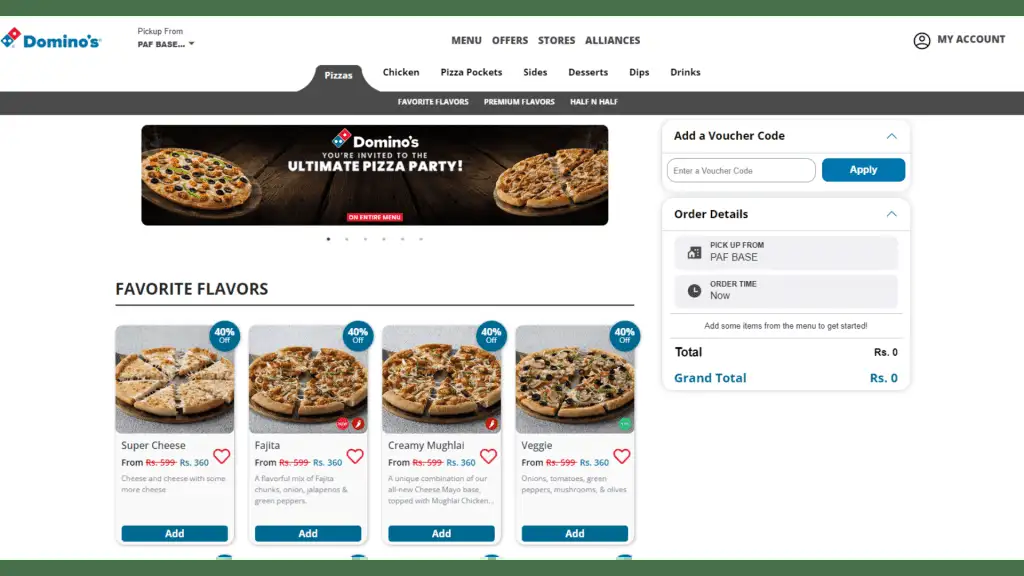 Domino's
Pickup From
PAF BASE...
MENU OFFERS STORES ALLIANCES
MY ACCOUNT
Pizzas Chicken Pizza Pockets Sides Desserts Dips Drinks
FAVORITE FLAVORS PREMIUM FLAVORS HALF N HALF
Domino's
YOU'RE INVITED TO THE
ULTIMATE PIZZA PARTY!
ON ENTIRE MENU
Add a Voucher Code
Enter a Voucher Code
Apply
Order Details
PICK UP FROM
PAF BASE
ORDER TIME
Now
Add some items from the menu to get started!
Total Rs. 0
Grand Total Rs. 0
FAVORITE FLAVORS
40%
Off
Super Cheese
From Rs. 599 Rs. 360
Cheese and cheese with some
more cheese
Add
40%
Off
Fajita
From Rs. 599 Rs. 360
A flavorful mix of Fajita
chunks, onion, jalapenos &
green peppers.
Add
40%
Off
Creamy Mughlai
From Rs. 599 Rs. 360
A unique combination of our
all-new Cheese Mayo base,
topped with Mughlai Chicken...
Add
40%
Off
Veggie
From Rs. 599 Rs. 360
Onions, tomatoes, green
peppers, mushrooms, & olives
Add